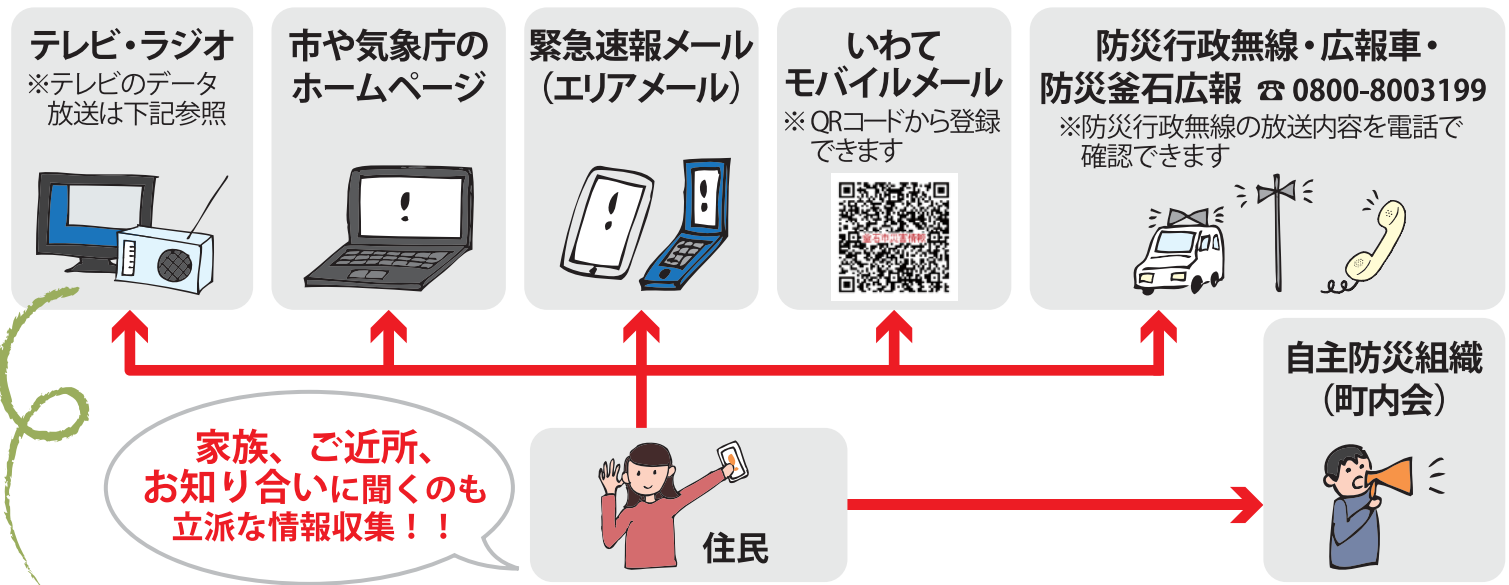 テレビ・ラジオ
※テレビのデータ
放送は下記参照
市や気象庁の
ホームページ
緊急速報メール
（エリアメール）
いわて
モバイルメール
※QRコードから登録
できます
釜石市災害情報
防災行政無線・広報車・
防災釜石広報 ☎ 0800-8003199
※防災行政無線の放送内容を電話で
確認できます
自主防災組織
（町内会）
家族、ご近所、
お知り合いに聞くのも
立派な情報収集！！
住民